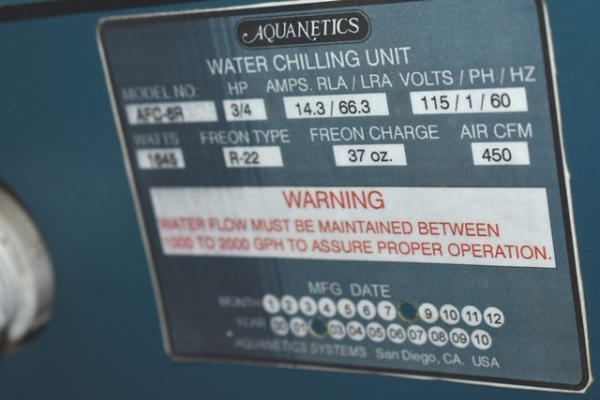 AQUANETICS
WATER CHILLING UNIT
MODEL NO: HP AMPS. RLA / LRA VOLTS / PH / HZ
AFC-8R 3/4 14.3 / 66.3 115 / 1 / 60
WATTS FREON TYPE FREON CHARGE AIR CFM
1645 R-22 37 oz. 450
WARNING
WATER FLOW MUST BE MAINTAINED BETWEEN
1000 TO 2000 GPH TO ASSURE PROPER OPERATION.
MFG DATE
MONTH 1 2 3 4 5 6 7 9 10 11 12
YEAR 00 01 03 04 05 06 07 08 09 10
AQUANETICS SYSTEMS San Diego, CA. USA